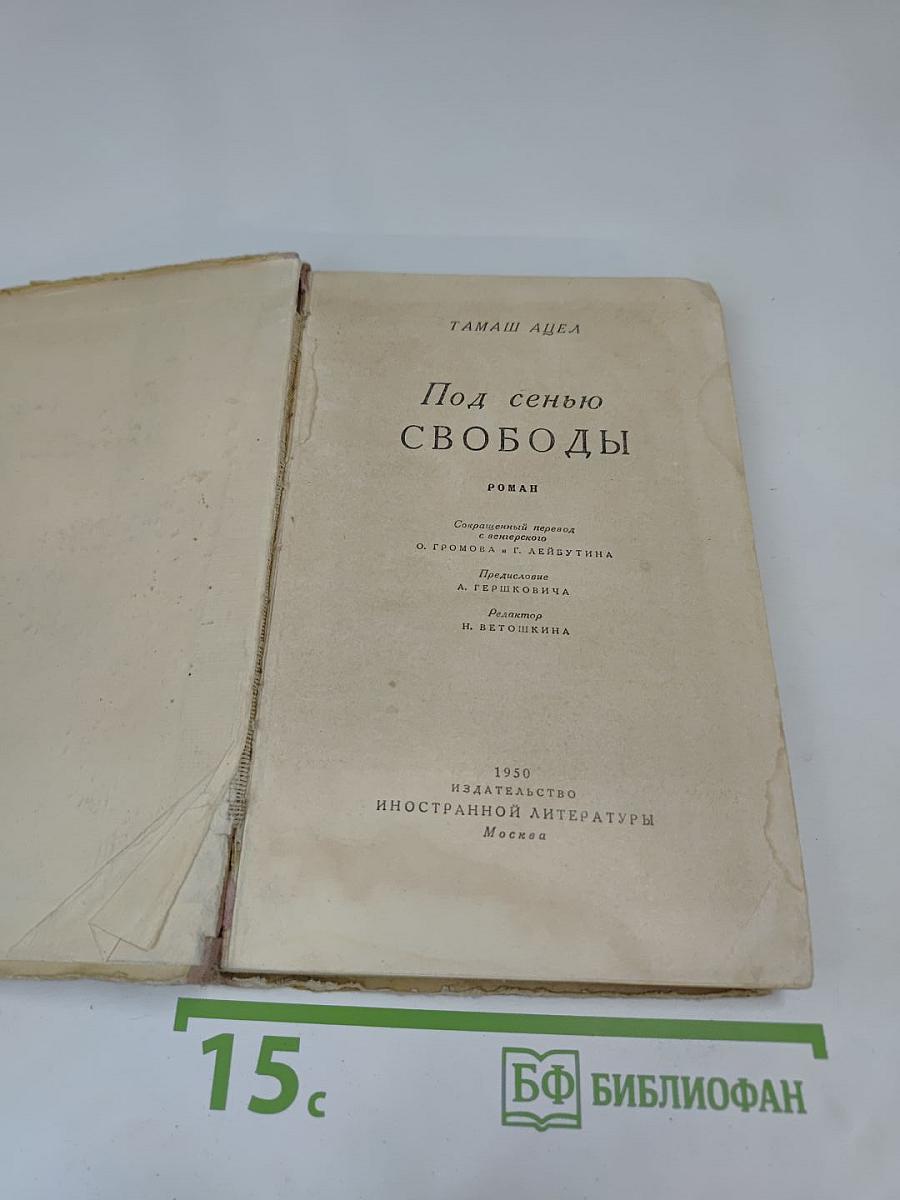 ТАМАШ АЦЕЛ
Под сенью
СВОБОДЫ
РОМАН
Сокращенный перевод
с венгерского
О. ГРОМОВА и Г. ЛЕЙБУТИНА
Предисловие
А. ГЕРШКОВИЧА
Редактор
Н. ВЕТОШКИНА
1950
ИЗДАТЕЛЬСТВО
ИНОСТРАННОЙ ЛИТЕРАТУРЫ
Москва
15 с
БФ БИБЛИОФАН